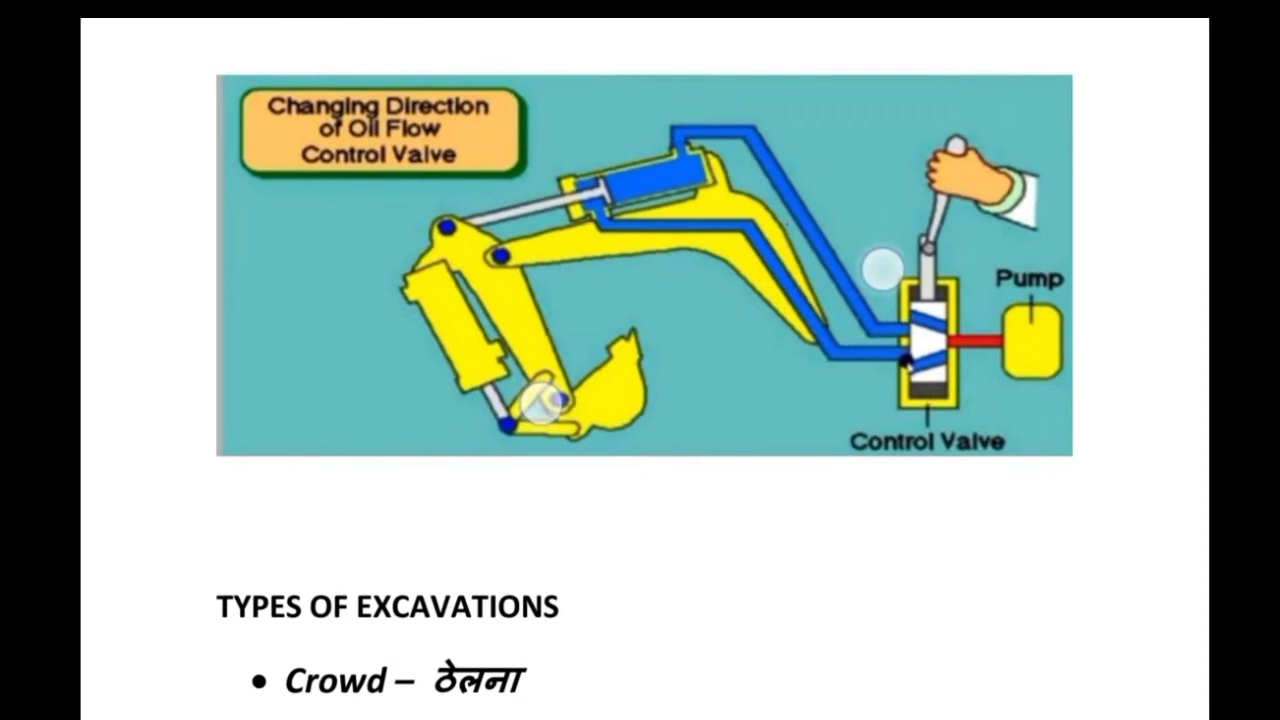 Changing Direction
of Oil Flow
Control Valve
Pump
Control Valve
TYPES OF EXCAVATIONS
• Crowd – ठेलना